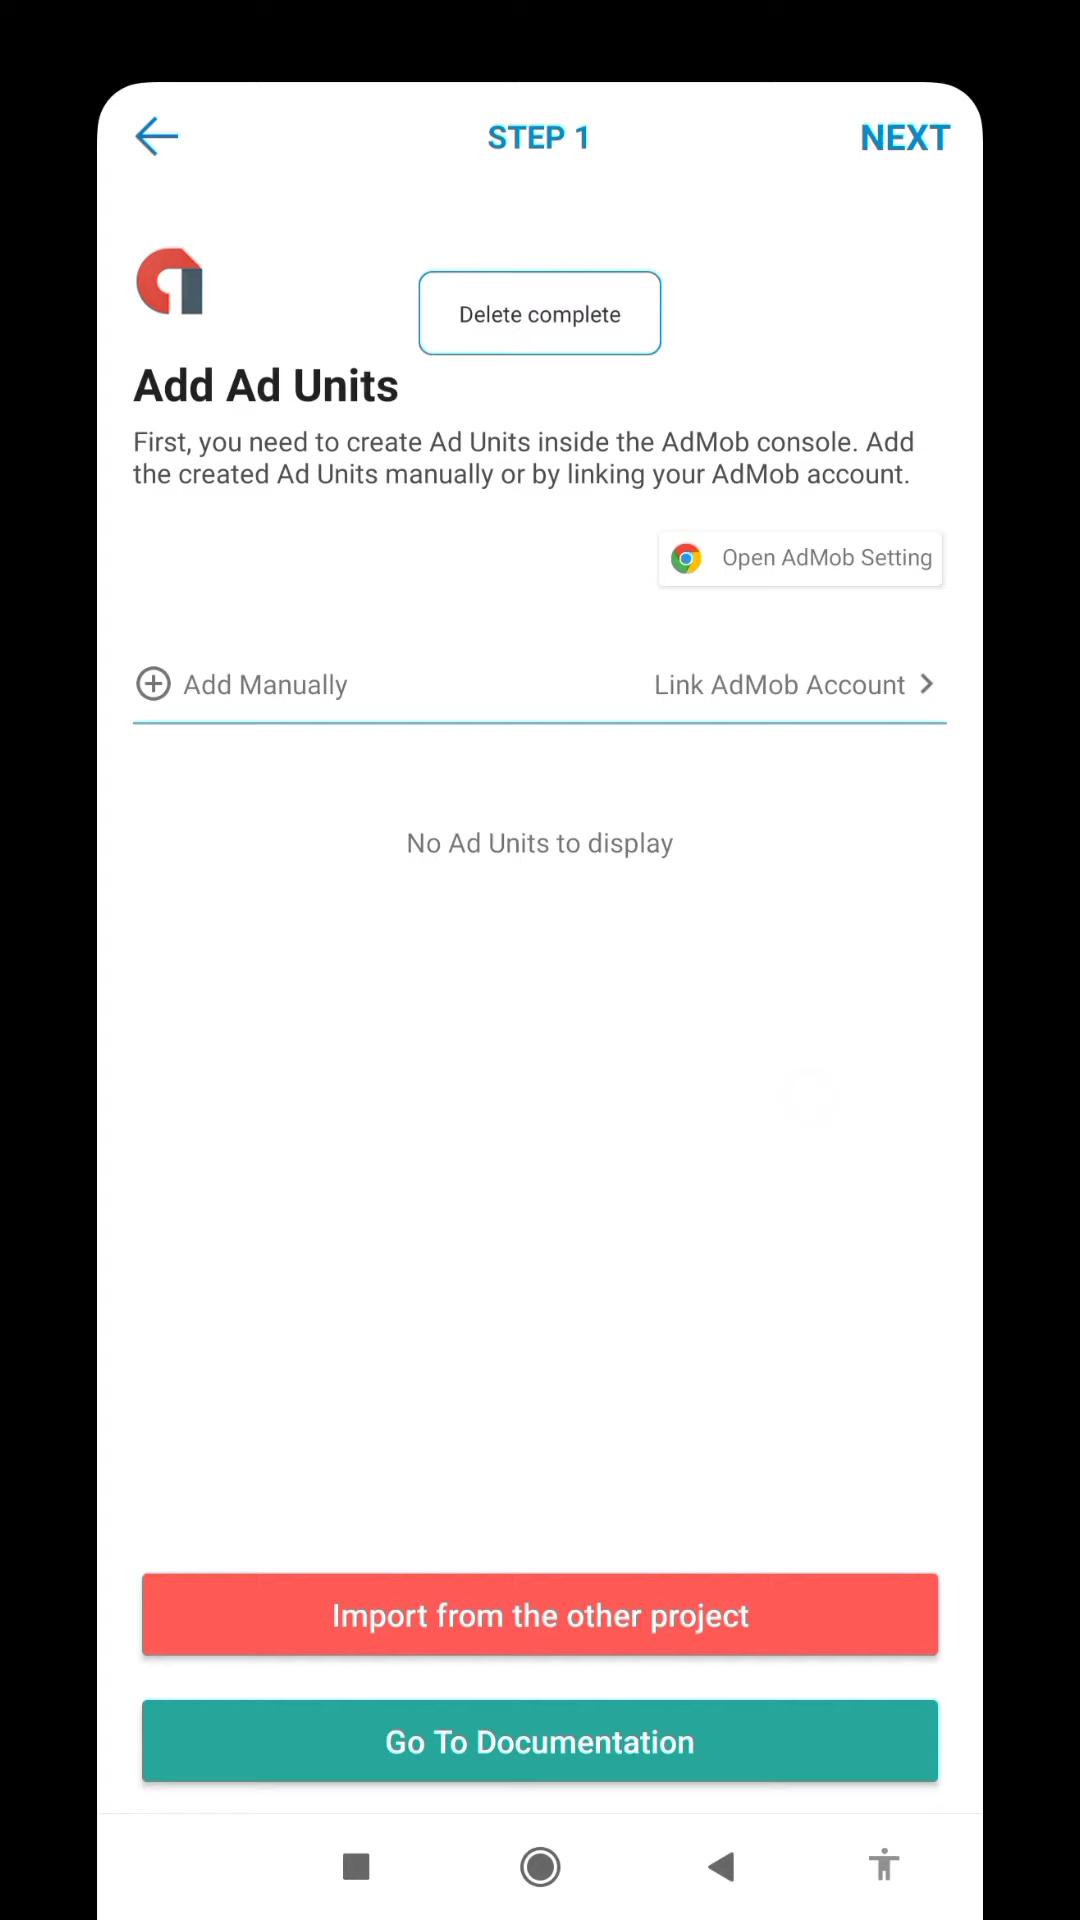 STEP 1
NEXT
Delete complete
Add Ad Units
First, you need to create Ad Units inside the AdMob console. Add
the created Ad Units manually or by linking your AdMob account.
Open AdMob Setting
Add Manually
Link AdMob Account
No Ad Units to display
Import from the other project
Go To Documentation